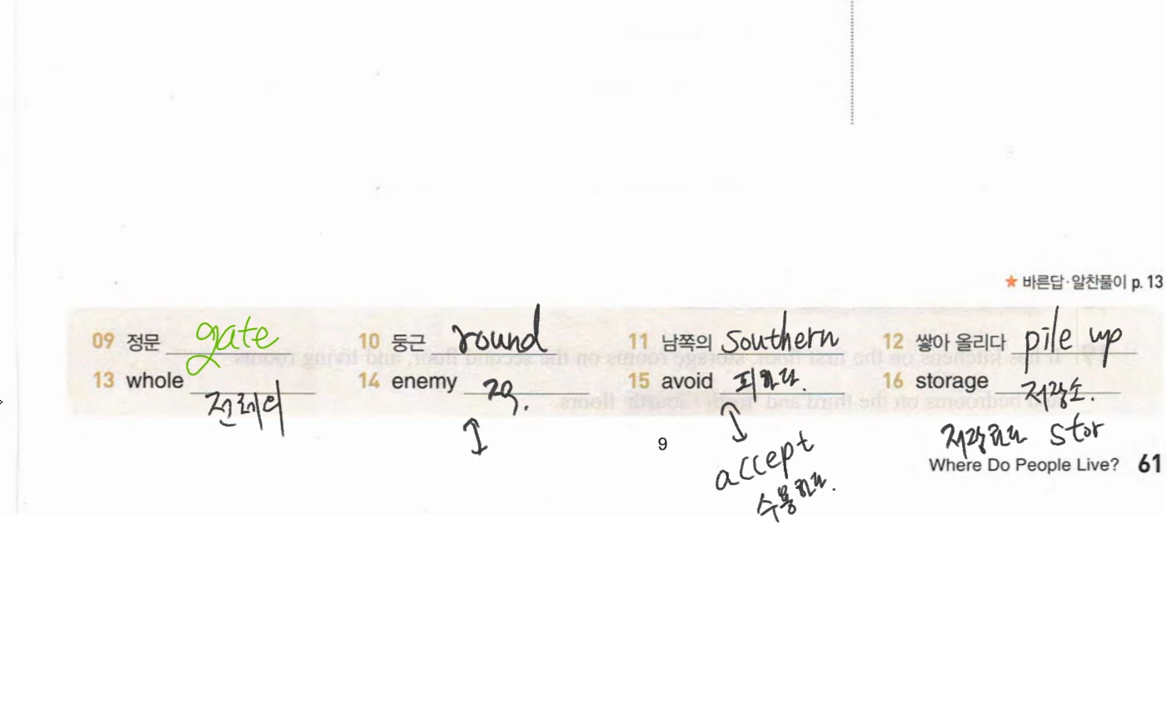 ★ 바른답·알찬풀이 p. 13
09 정문 gate 10 둥근 round 11 남쪽의 Southern 12 쌓아 올리다 pile up
13 whole 전체의 14 enemy 적. 15 avoid 피하다. 16 storage 저장소.
↕ ↕ 저장하다 stor
9 accept
수용하다.
Where Do People Live? 61